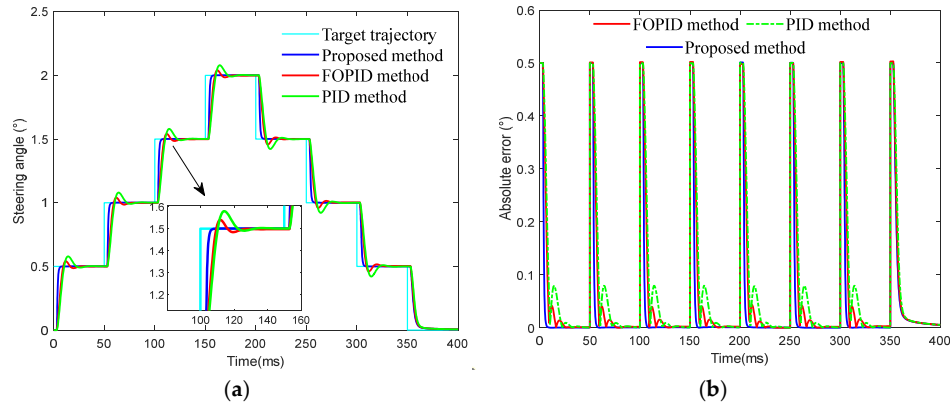 Steering angle (°)
2.5
2
1.5
1
0.5
0
Target trajectory
Proposed method
FOPID method
PID method
1.6
1.5
1.4
1.3
1.2
100 120 140 160
0 50 100 150 200 250 300 350 400
Time(ms)
(a)
Absolute error (°)
0.6
0.5
0.4
0.3
0.2
0.1
0
FOPID method PID method
Proposed method
0 50 100 150 200 250 300 350 400
Time(ms)
(b)